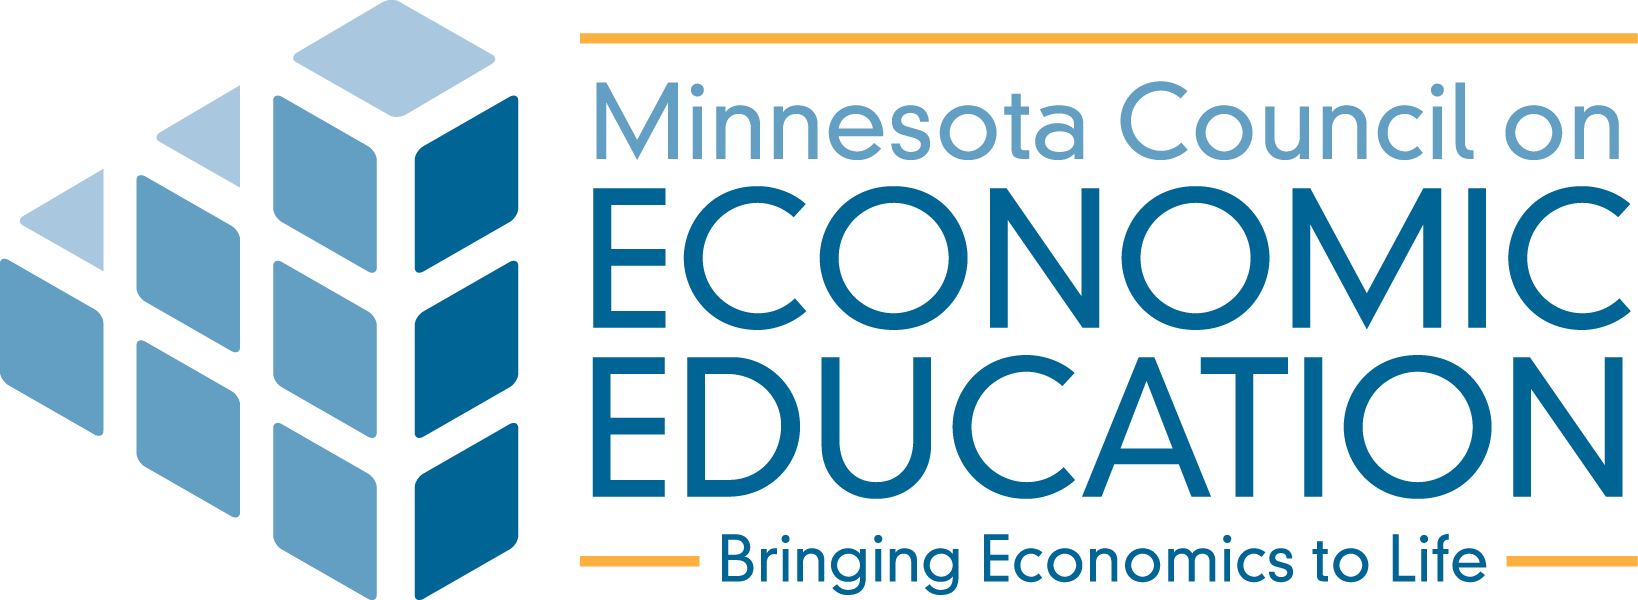 Minnesota Council on
ECONOMIC
EDUCATION
Bringing Economics to Life